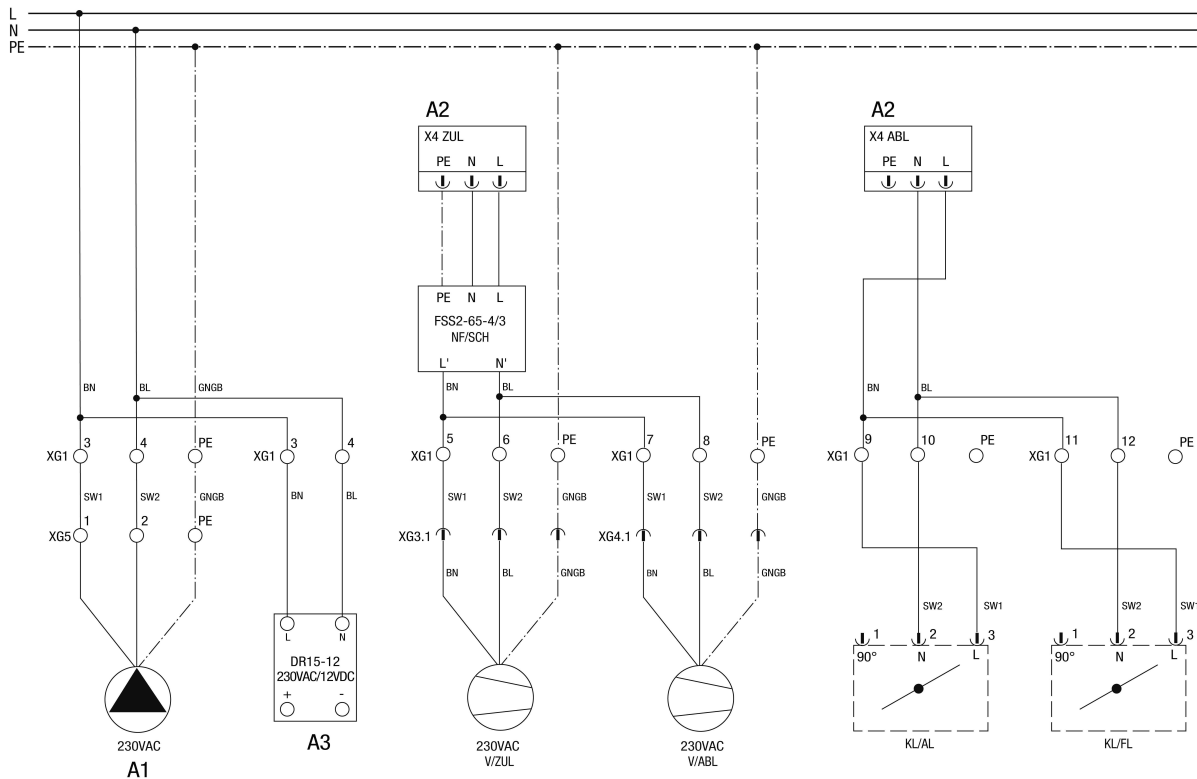 L
N
PE
A2 A2
X4 ZUL X4 ABL
PE N L PE N L
PE N L
FSS2-65-4/3
NF/SCH
L' N'
BN BL GNGB BN BL BN BL
3 4 PE 3 4 5 6 PE 7 8 PE 9 10 PE 11 12 PE
XG1 XG1 XG1 XG1 XG1 XG1
SW1 SW2 GNGB BN BL SW1 SW2 GNGB SW1 SW2 GNGB
1 2 PE
XG5 XG3.1 XG4.1
BN BL GNGB BN BL GNGB
SW2 SW1 SW2 SW1
1 2 3 1 2 3
L N 90° N L 90° N L
DR15-12
230VAC/12VDC
+ -
230VAC A3 230VAC 230VAC KL/AL KL/FL
V/ZUL V/ABL
A1